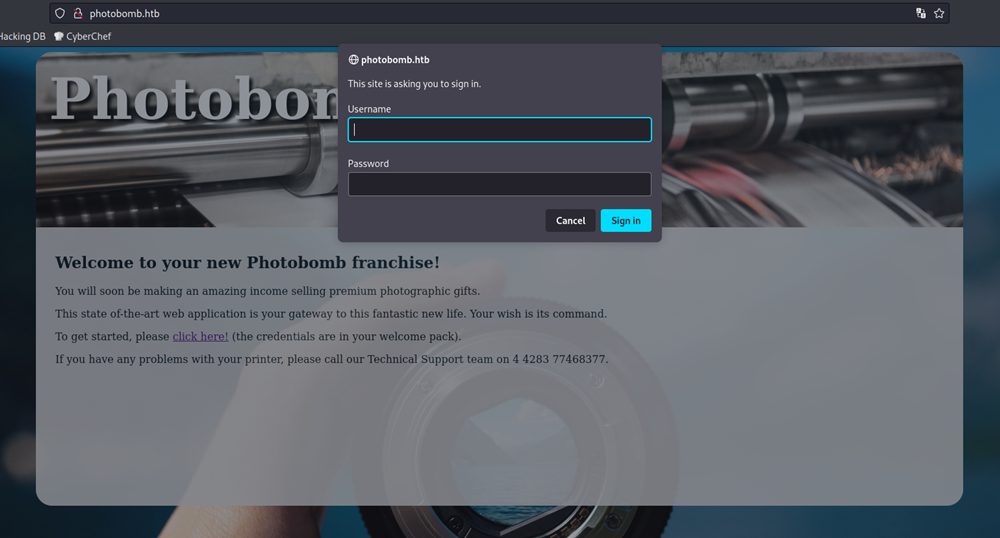 photobomb.htb
Hacking DB CyberChef
Photobom
photobomb.htb
This site is asking you to sign in.
Username
Password
Cancel Sign in
Welcome to your new Photobomb franchise!
You will soon be making an amazing income selling premium photographic gifts.
This state of-the-art web application is your gateway to this fantastic new life. Your wish is its command.
To get started, please click here! (the credentials are in your welcome pack).
If you have any problems with your printer, please call our Technical Support team on 4 4283 77468377.